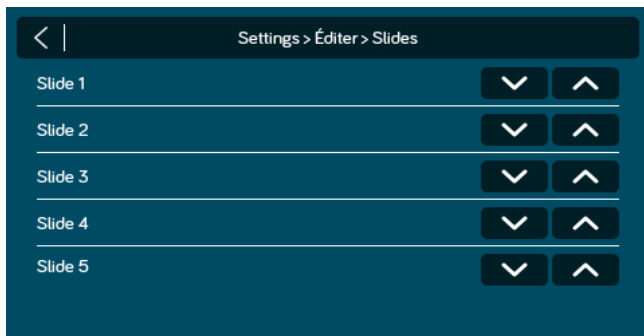 Settings > Éditer > Slides
Slide 1
Slide 2
Slide 3
Slide 4
Slide 5